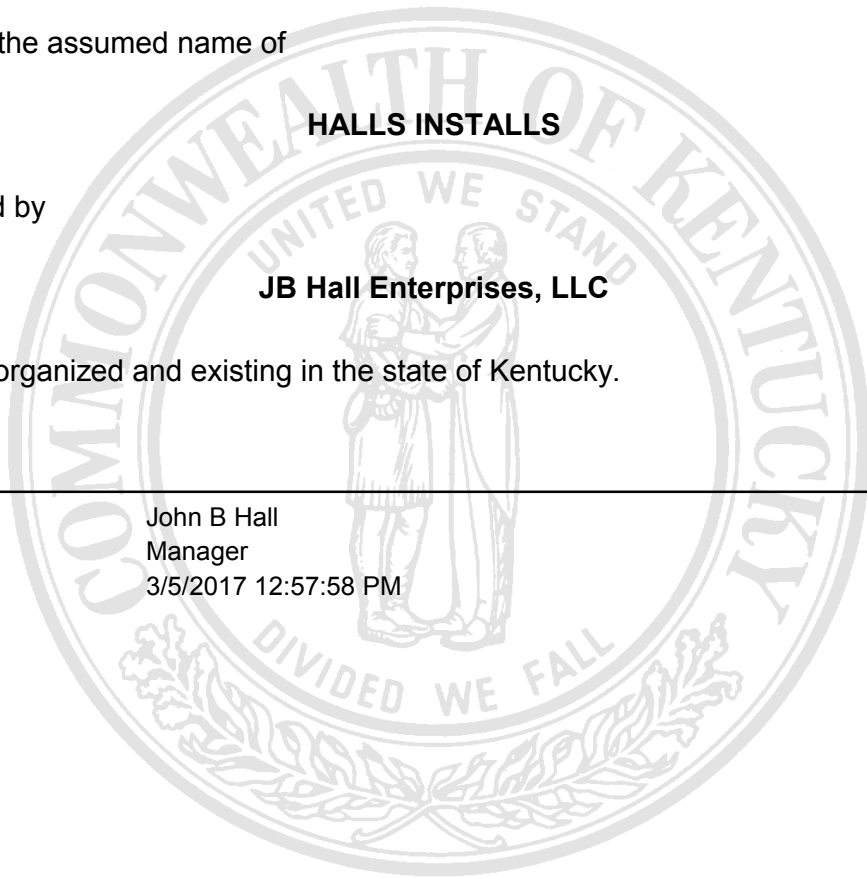 the assumed name of
HALLS INSTALLS
d by
JB Hall Enterprises, LLC
organized and existing in the state of Kentucky.
John B Hall
Manager
3/5/2017 12:57:58 PM
COMMONWEALTH OF KENTUCKY
UNITED WE STAND
DIVIDED WE FALL